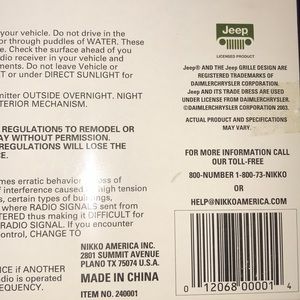 your vehicle. Do not drive in the
or through puddles of WATER. These
e. Check the surface ahead of you
dio receiver in your vehicle and
ments. Do not leave Vehicle or
T or under DIRECT SUNLIGHT for
mitter OUTSIDE OVERNIGHT. NIGHT
TERIOR MECHANISM.
REGULATIONS TO REMODEL OR
AY WITHOUT PERMISSION.
REGULATIONS WILL LOSE THE
CE.
mes erratic behavior, loss of
f interference caused
high tension
s, certain types of buildings,
where RADIO SIGNALS sent from
TERED thus making it DIFFICULT for
RADIO SIGNAL. If you encounter
control, CHANGE TO
NCE if ANOTHER
adio is operated
NIKKO AMERICA INC.
2801 SUMMIT AVENUE
PLANO TX 75074 U.S.A.
MADE IN CHINA
ITEM NO. 240001
Jeep
LICENSED PRODUCT
Jeep® AND THE Jeep GRILLE DESIGN ARE
REGISTERED TRADEMARKS OF
DAIMLERCHRYSLER CORPORATION.
Jeep AND ITS TRADE DRESS ARE USED
UNDER LICENSE FROM DAIMLERCHRYSLER.
©DAIMLERCHRYSLER CORPORATION 2003.
ACTUAL PRODUCT AND SPECIFICATIONS
MAY VARY.
FOR MORE INFORMATION CALL
OUR TOLL-FREE
800-NUMBER 1-800-73-NIKKO
OR
HELP@NIKKOAMERICA.COM
0 12068 00001 4